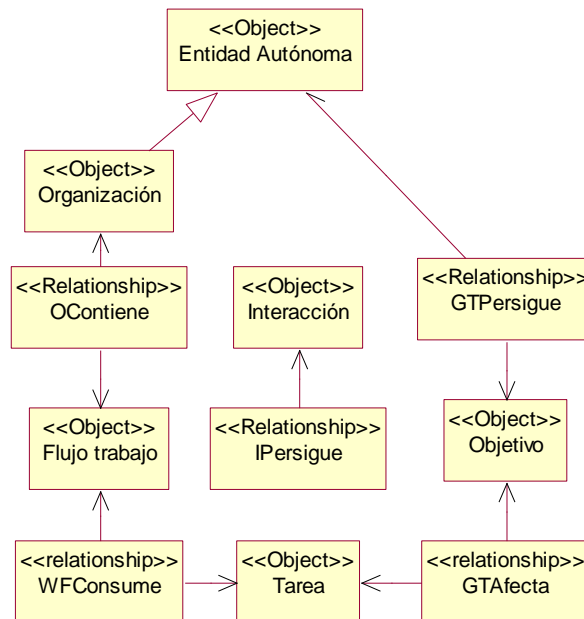 <<Object>>
Entidad Autónoma
<<Object>>
Organización
<<Relationship>>
OContiene
<<Object>>
Interacción
<<Relationship>>
GTPersigue
<<Object>>
Flujo trabajo
<<Relationship>>
IPersigue
<<Object>>
Objetivo
<<relationship>>
WFConsume
<<Object>>
Tarea
<<relationship>>
GTAfecta